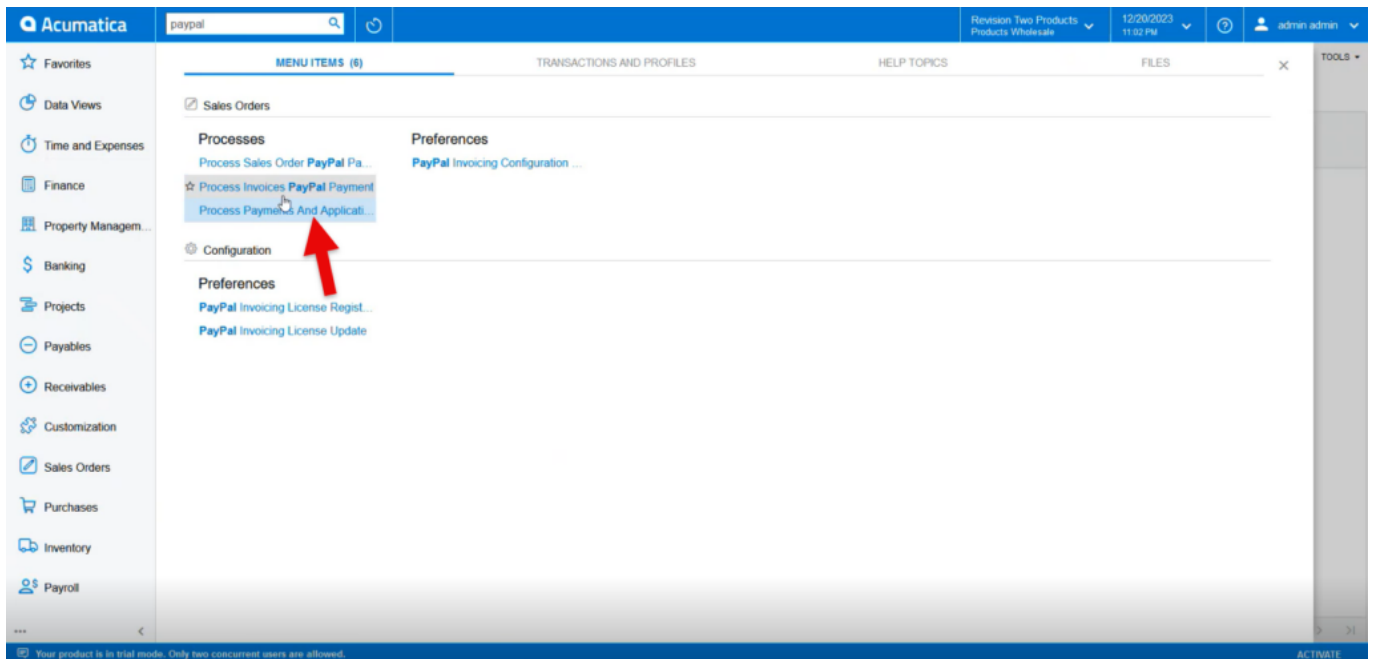 Acumatica
paypal
Revision Two Products
Products Wholesale
12/20/2023
11:02 PM
admin admin
Favorites
Data Views
Time and Expenses
Finance
Property Managem...
Banking
Projects
Payables
Receivables
Customization
Sales Orders
Purchases
Inventory
Payroll
MENU ITEMS (6)
TRANSACTIONS AND PROFILES
HELP TOPICS
FILES
TOOLS
Sales Orders
Processes
Process Sales Order PayPal Pa...
Process Invoices PayPal Payment
Process Payments And Applicati...
Preferences
PayPal Invoicing Configuration ...
Configuration
Preferences
PayPal Invoicing License Regist...
PayPal Invoicing License Update
Your product is in trial mode. Only two concurrent users are allowed.
ACTIVATE